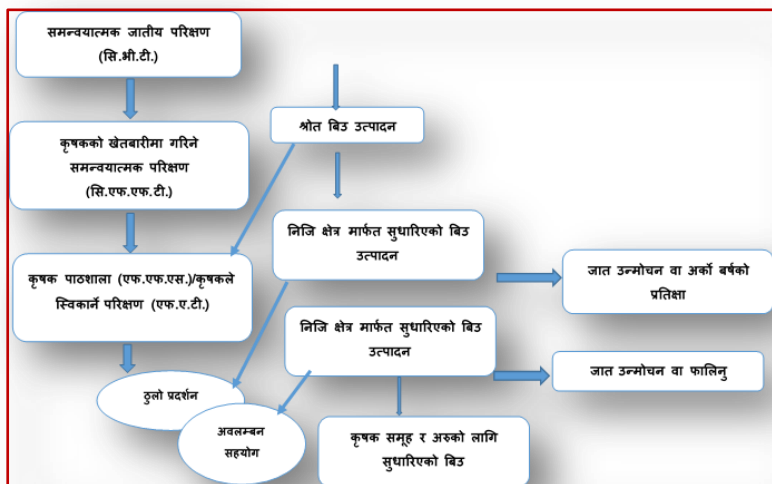 समन्वयात्मक जातीय परिक्षण
(सि.भी.टी.)
श्रोत बिउ उत्पादन
कृषकको खेतबारीमा गरिने
समन्वयात्मक परिक्षण
(सि.एफ.एफ.टी.)
निजि क्षेत्र मार्फत सुधारिएको बिउ
उत्पादन
कृषक पाठशाला (एफ.एफ.एस.)/कृषकले
स्विकार्ने परिक्षण (एफ.ए.टी.)
जात उन्मोचन वा अर्को बर्षको
प्रतिक्षा
निजि क्षेत्र मार्फत सुधारिएको बिउ
उत्पादन
जात उन्मोचन वा फालिनु
ठुलो प्रदर्शन
अवलम्बन
सहयोग
कृषक समूह र अरुको लागि
सुधारिएको बिउ